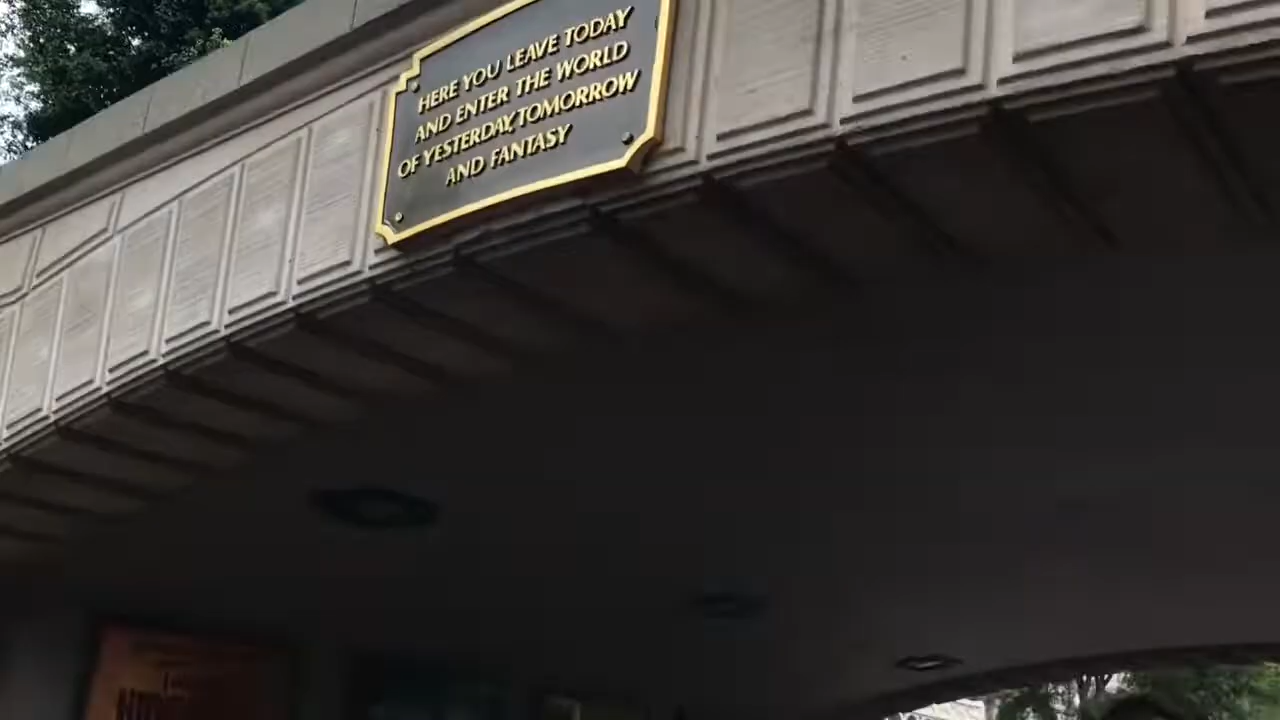 HERE YOU LEAVE TODAY
AND ENTER THE WORLD
OF YESTERDAY, TOMORROW
AND FANTASY